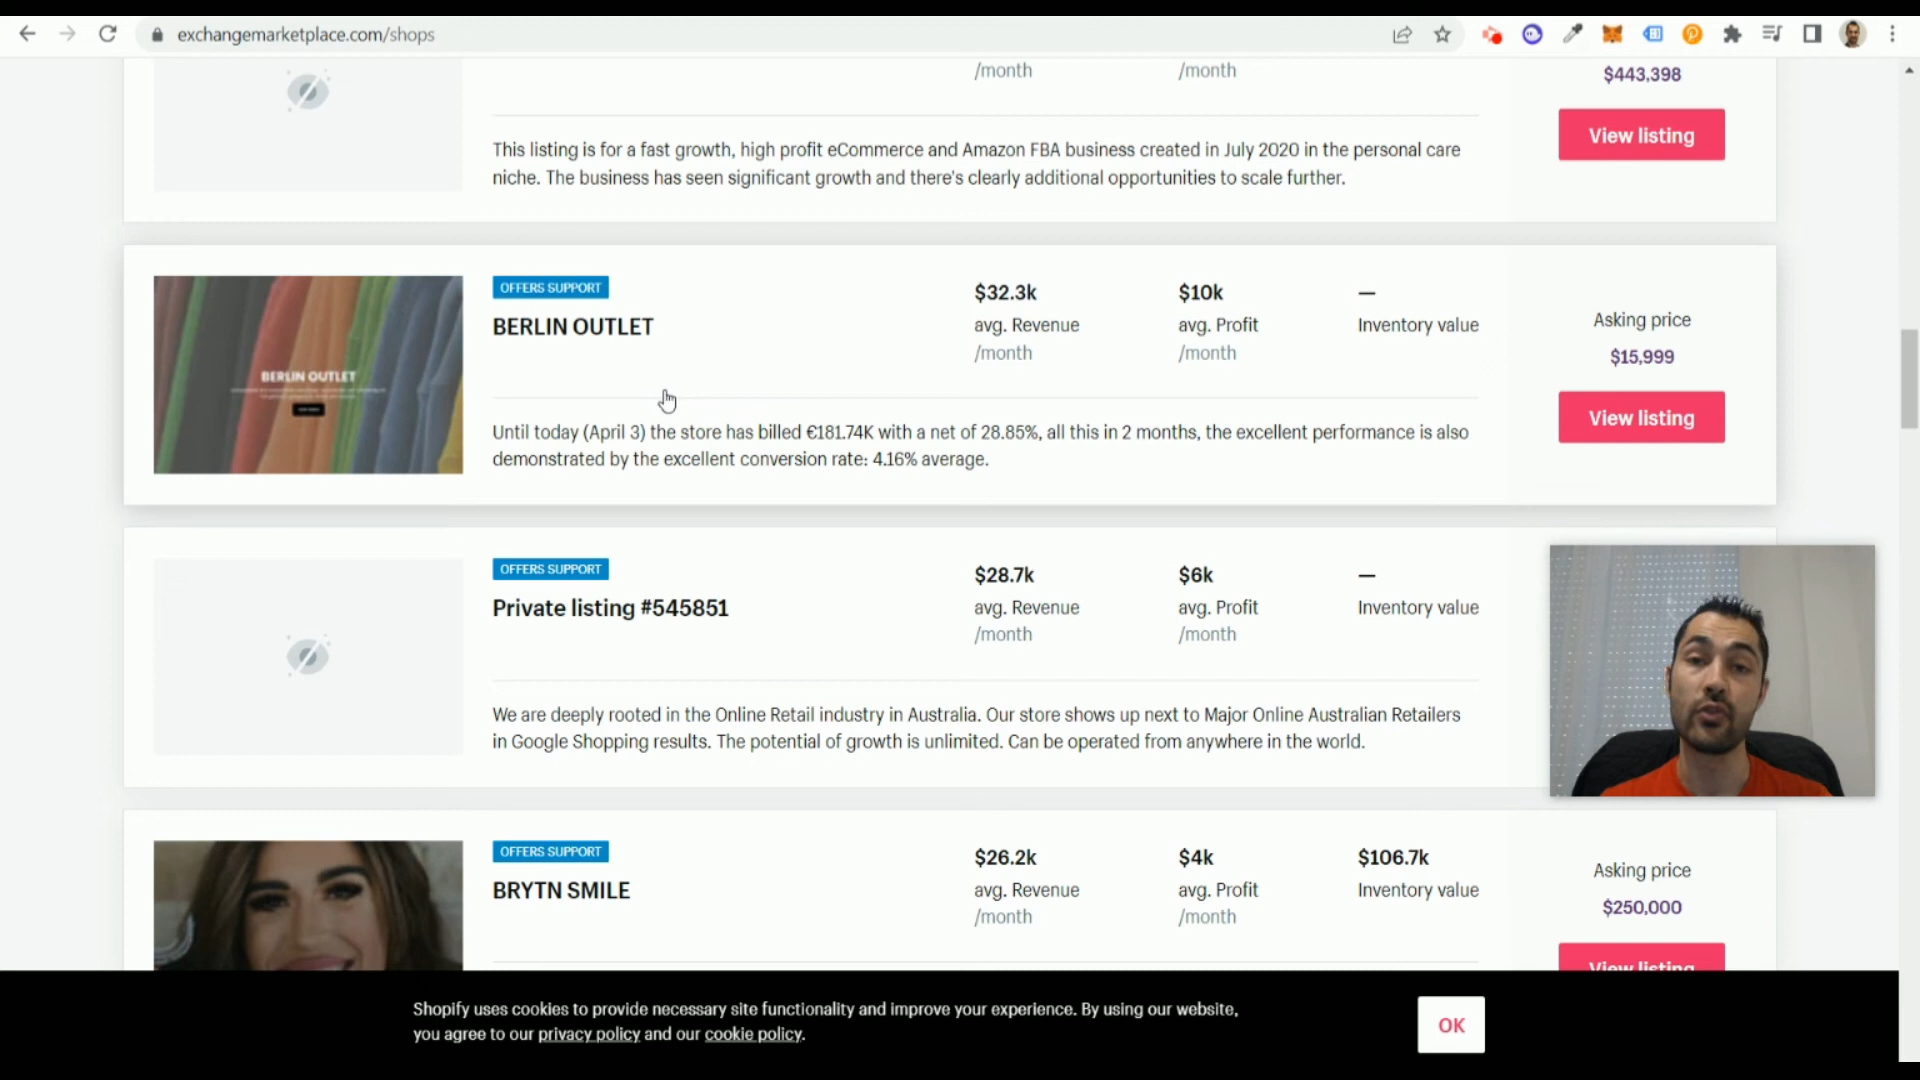 exchangemarketplace.com/shops
/month
/month
$443,398
View listing
This listing is for a fast growth, high profit eCommerce and Amazon FBA business created in July 2020 in the personal care
niche. The business has seen significant growth and there's clearly additional opportunities to scale further.
BERLIN OUTLET
OFFERS SUPPORT
BERLIN OUTLET
$32.3k
avg. Revenue
/month
$10k
avg. Profit
/month
—
Inventory value
Asking price
$15,999
View listing
Until today (April 3) the store has billed €181.74K with a net of 28.85%, all this in 2 months, the excellent performance is also
demonstrated by the excellent conversion rate: 4.16% average.
OFFERS SUPPORT
Private listing #545851
$28.7k
avg. Revenue
/month
$6k
avg. Profit
/month
—
Inventory value
We are deeply rooted in the Online Retail industry in Australia. Our store shows up next to Major Online Australian Retailers
in Google Shopping results. The potential of growth is unlimited. Can be operated from anywhere in the world.
OFFERS SUPPORT
BRYTN SMILE
$26.2k
avg. Revenue
/month
$4k
avg. Profit
/month
$106.7k
Inventory value
Asking price
$250,000
View listing
Shopify uses cookies to provide necessary site functionality and improve your experience. By using our website,
you agree to our privacy policy and our cookie policy.
OK